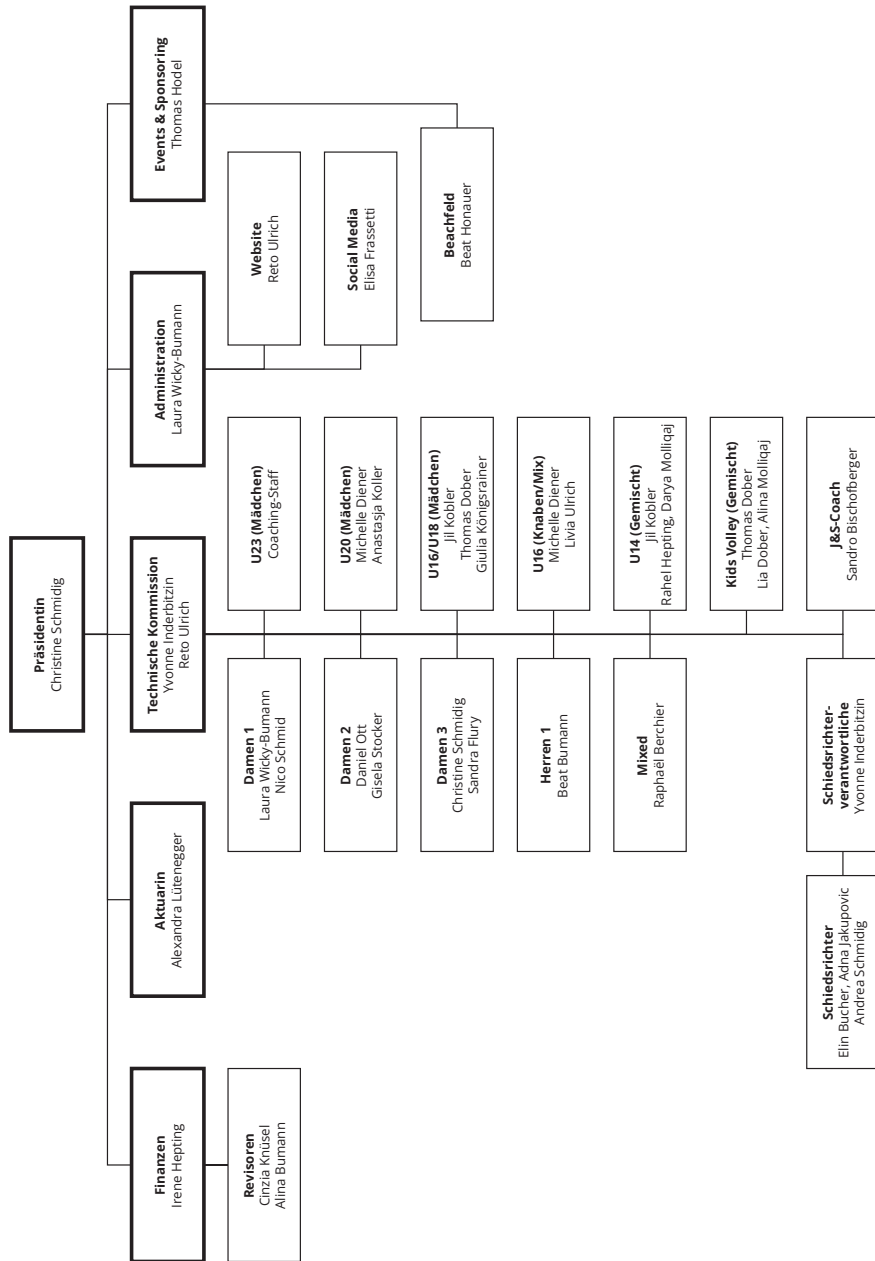 Präsidentin
Christine Schmidig
Finanzen
Irene Hepting
Aktuarin
Alexandra Lütenegger
Technische Kommission
Yvonne Inderbitzin
Reto Ulrich
Administration
Laura Wicky-Bumann
Events & Sponsoring
Thomas Hodel
Revisoren
Cinzia Knüsel
Alina Bumann
Damen 1
Laura Wicky-Bumann
Nico Schmid
U23 (Mädchen)
Coaching-Staff
Website
Reto Ulrich
Damen 2
Daniel Ott
Gisela Stocker
U20 (Mädchen)
Michelle Diener
Anastasja Koller
Social Media
Elisa Frassetti
Damen 3
Christine Schmidig
Sandra Flury
U16/U18 (Mädchen)
Jil Kobler
Thomas Dober
Giulia Königsrainer
Beachfeld
Beat Honauer
Herren 1
Beat Bumann
U16 (Knaben/Mix)
Michelle Diener
Livia Ulrich
Mixed
Raphaël Berchier
U14 (Gemischt)
Jil Kobler
Rahel Hepting, Darya Molliqaj
Kids Volley (Gemischt)
Thomas Dober
Lia Dober, Alina Molliqaj
Schiedsrichter
Elin Bucher, Adna Jakupovic
Andrea Schmidig
Schiedsrichter-
verantwortliche
Yvonne Inderbitzin
J&S-Coach
Sandro Bischofberger